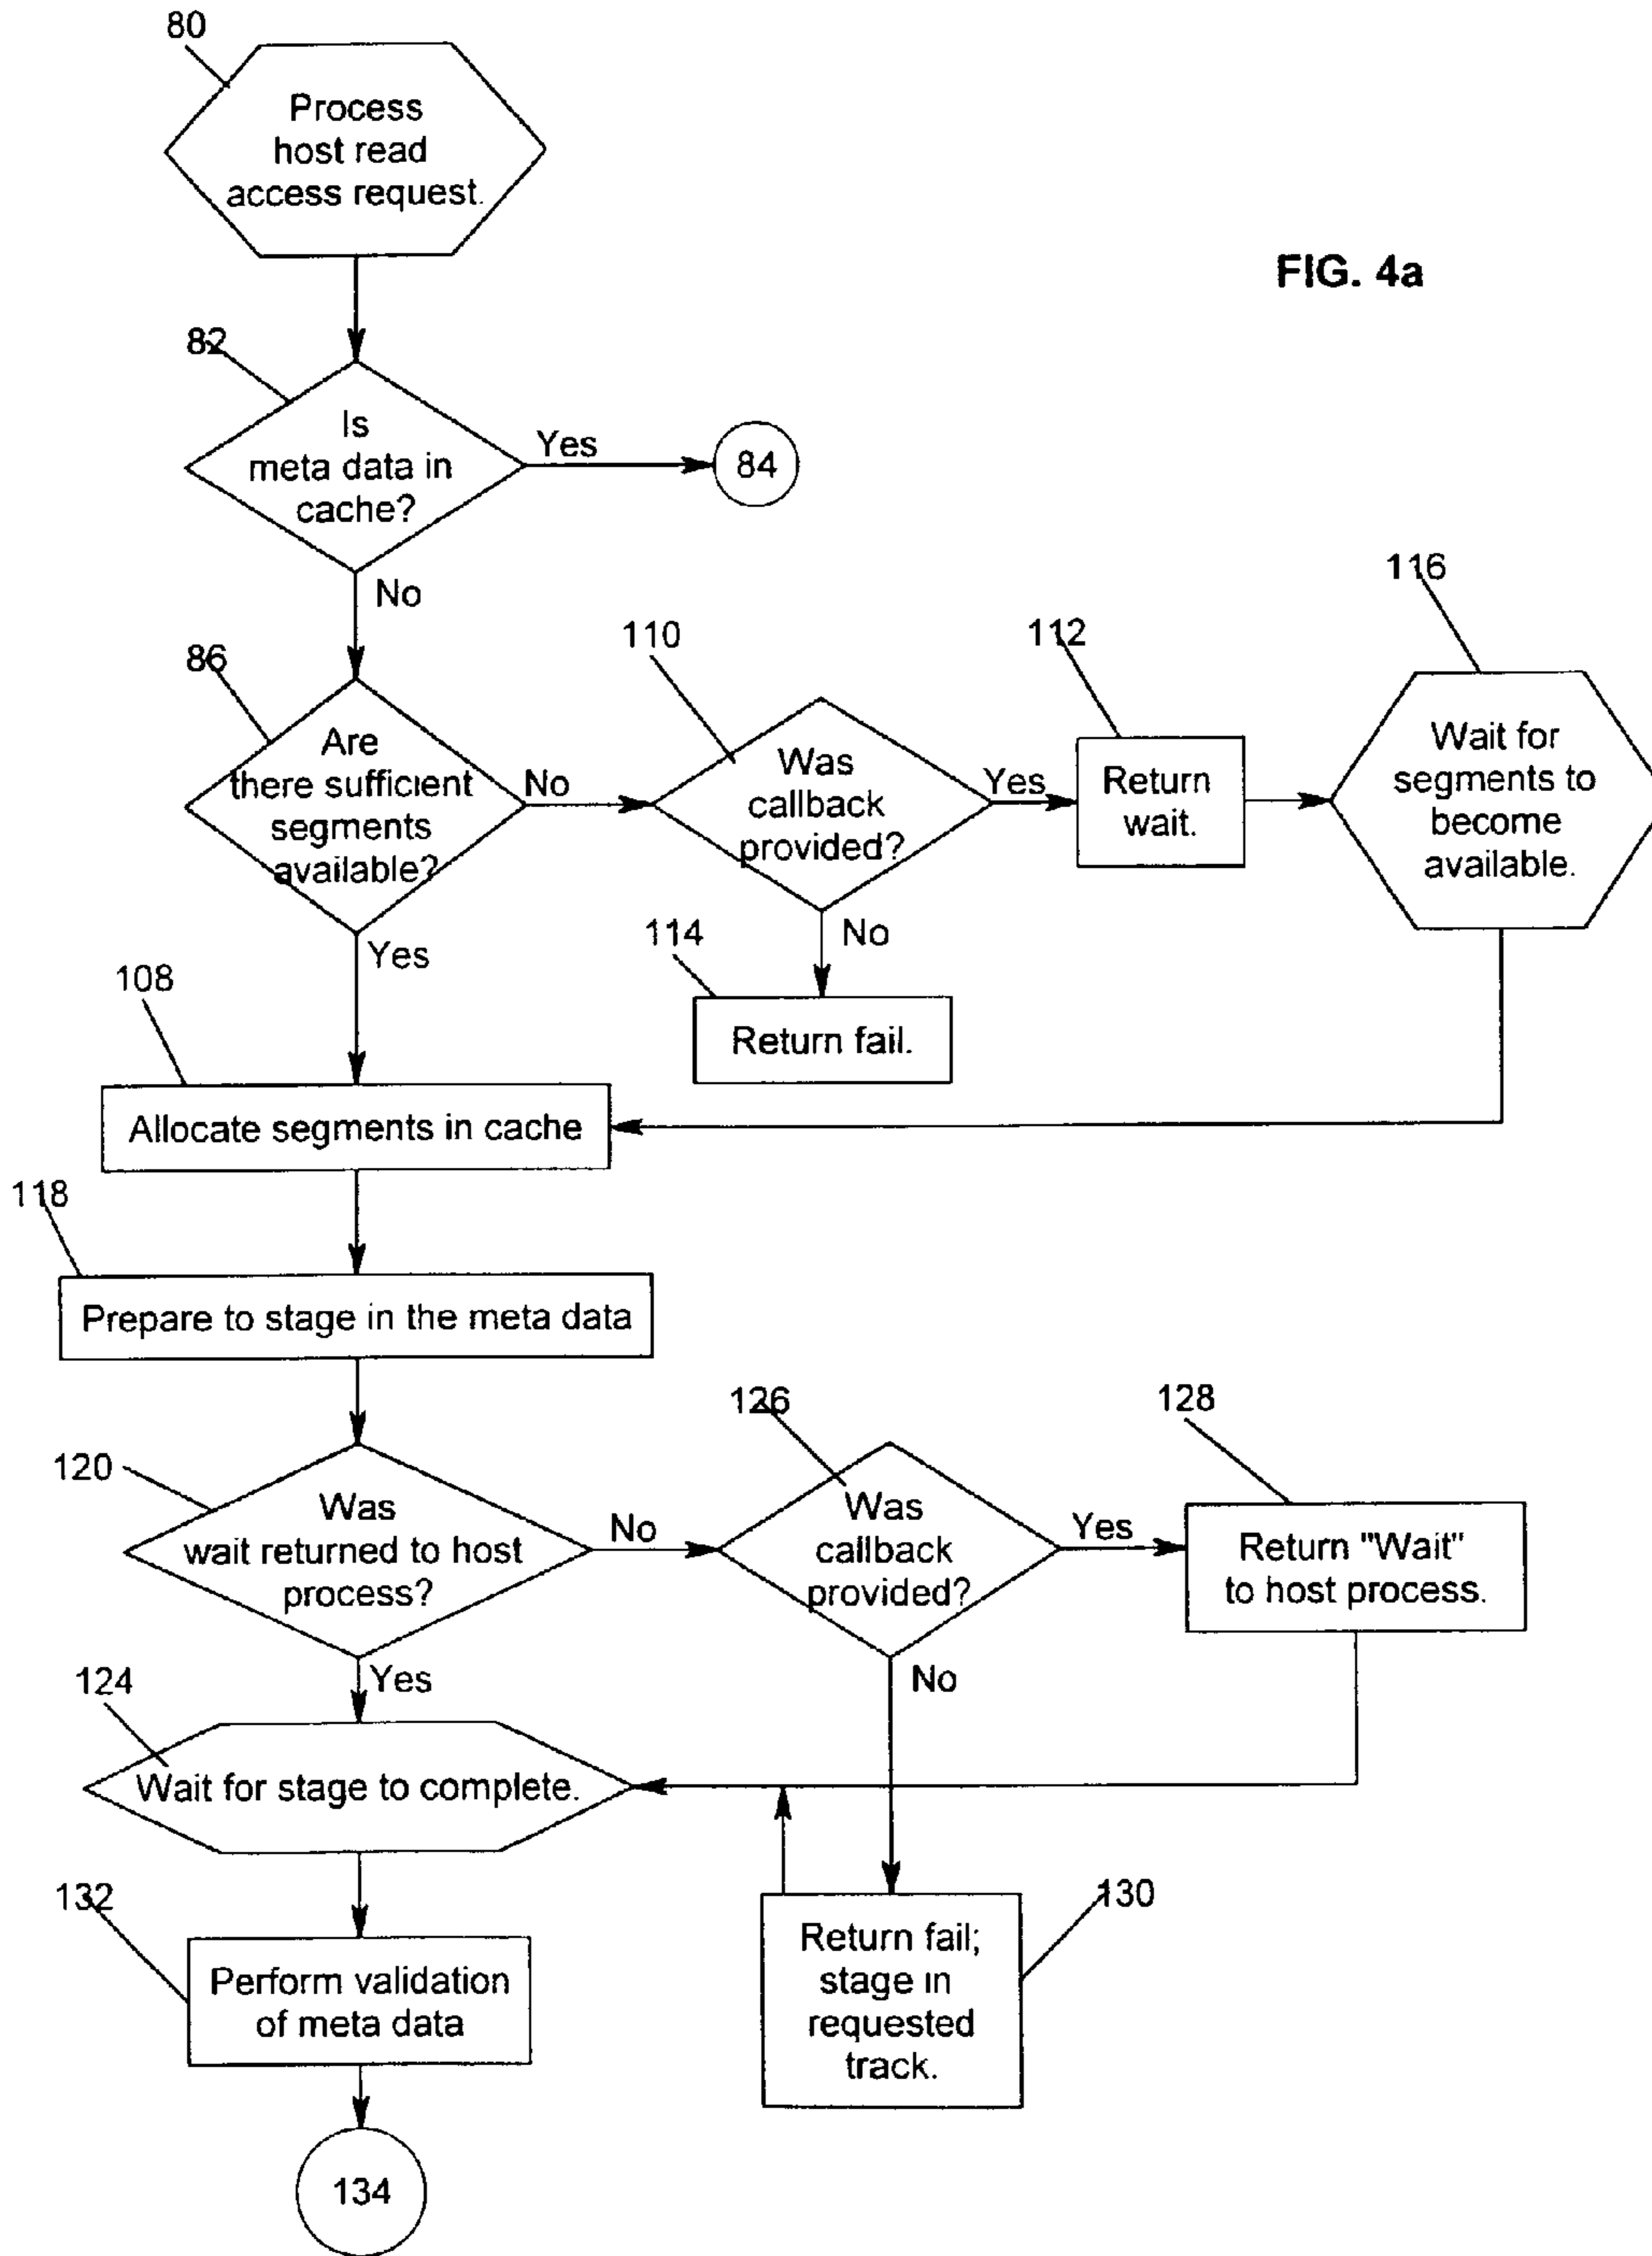 80
Process
host read
access request.
FIG. 4a
82
Is
meta data in
cache?
Yes
84
No
86
Are
there sufficient
segments
available?
No
110
Was
callback
provided?
Yes
112
Return
wait.
116
Wait for
segments to
become
available.
Yes
No
114
Return fail.
108
Allocate segments in cache
118
Prepare to stage in the meta data
120
Was
wait returned to host
process?
No
126
Was
callback
provided?
Yes
128
Return "Wait"
to host process.
Yes
No
124
Wait for stage to complete.
132
Perform validation
of meta data
130
Return fail;
stage in
requested
track.
134